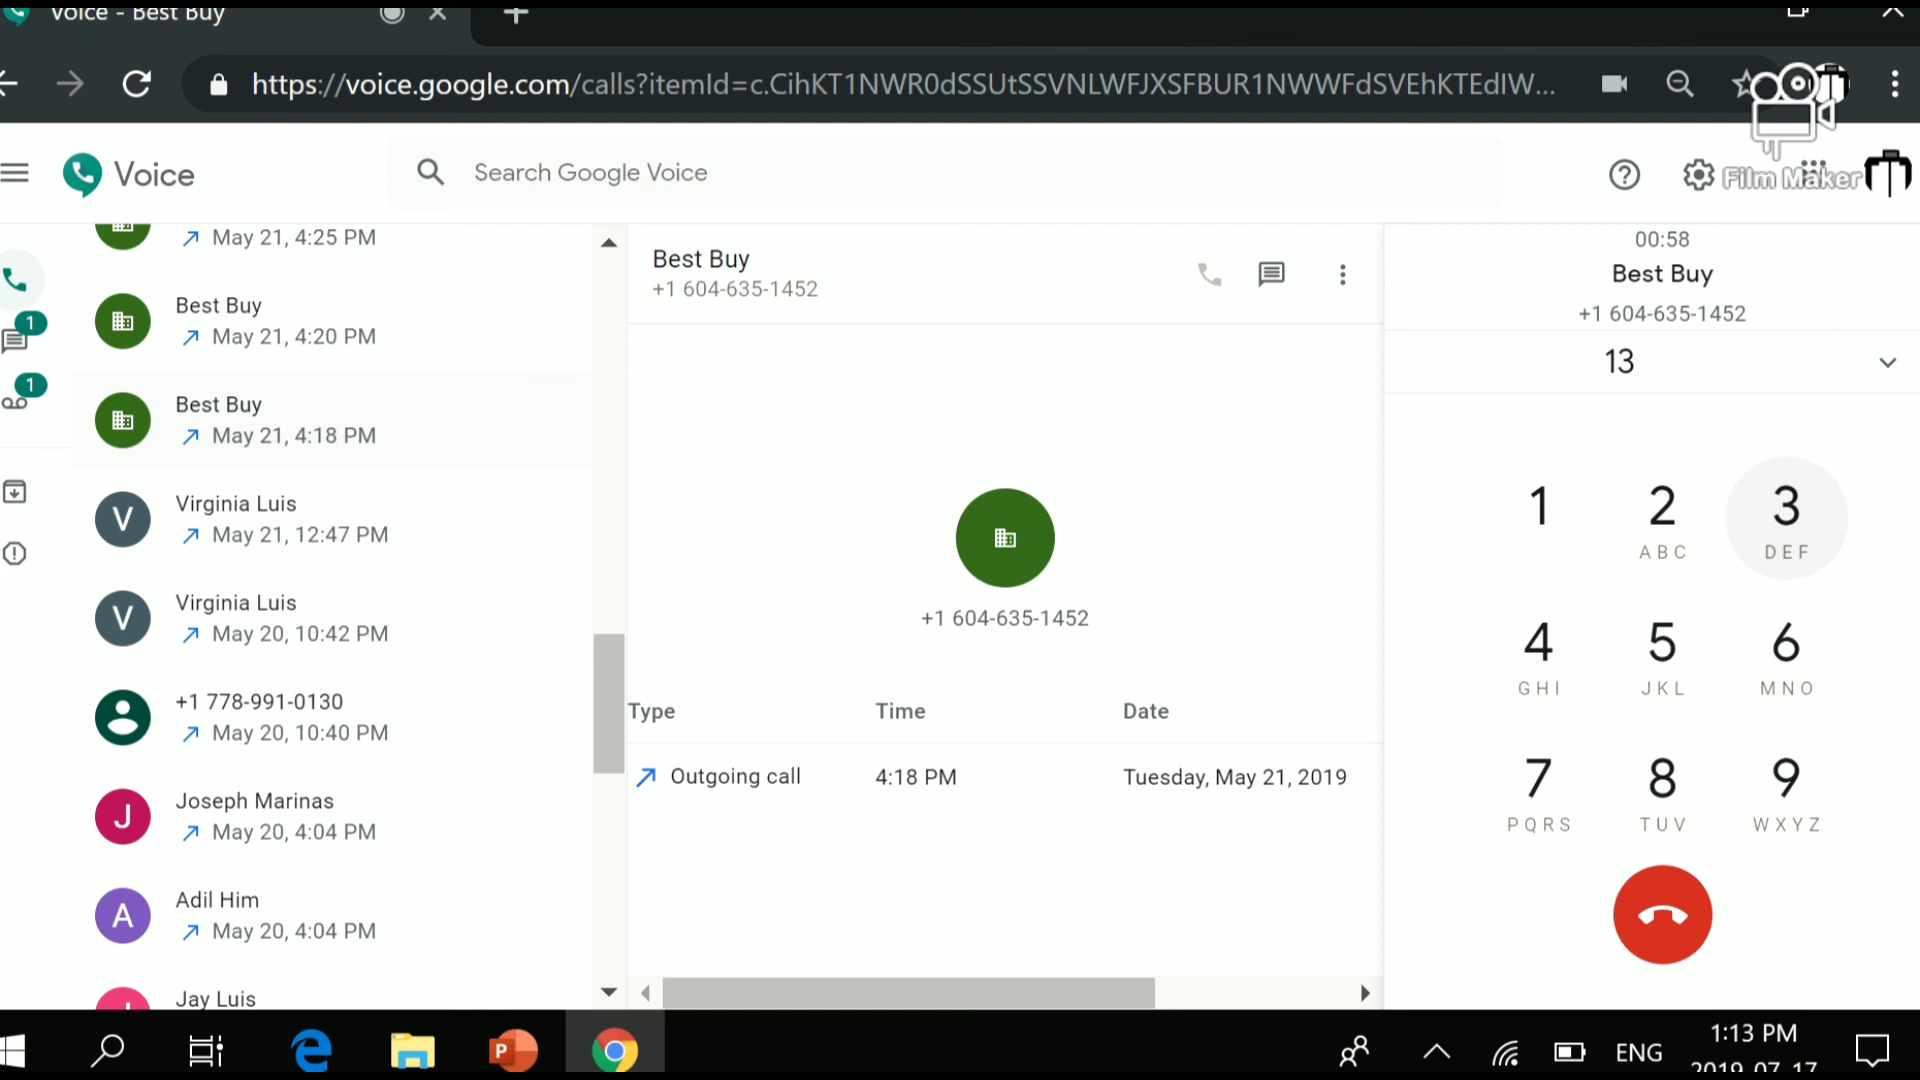 Voice - Best Buy
https://voice.google.com/calls?itemId=c.CihKT1NWR0dSSUtSSVNLWFJXSFBUR1NWWFdSVEhKTEdIW...
Voice
Search Google Voice
Film Maker
May 21, 4:25 PM
Best Buy
May 21, 4:20 PM
Best Buy
May 21, 4:18 PM
V
Virginia Luis
May 21, 12:47 PM
V
Virginia Luis
May 20, 10:42 PM
+1 778-991-0130
May 20, 10:40 PM
J
Joseph Marinas
May 20, 4:04 PM
A
Adil Him
May 20, 4:04 PM
Jay Luis
1
1
Best Buy
+1 604-635-1452
+1 604-635-1452
Type Time Date
Outgoing call 4:18 PM Tuesday, May 21, 2019
00:58
Best Buy
+1 604-635-1452
13
1 2 3
ABC DEF
4 5 6
GHI JKL MNO
7 8 9
PQRS TUV WXYZ
P
ENG
1:13 PM
2019-07-17